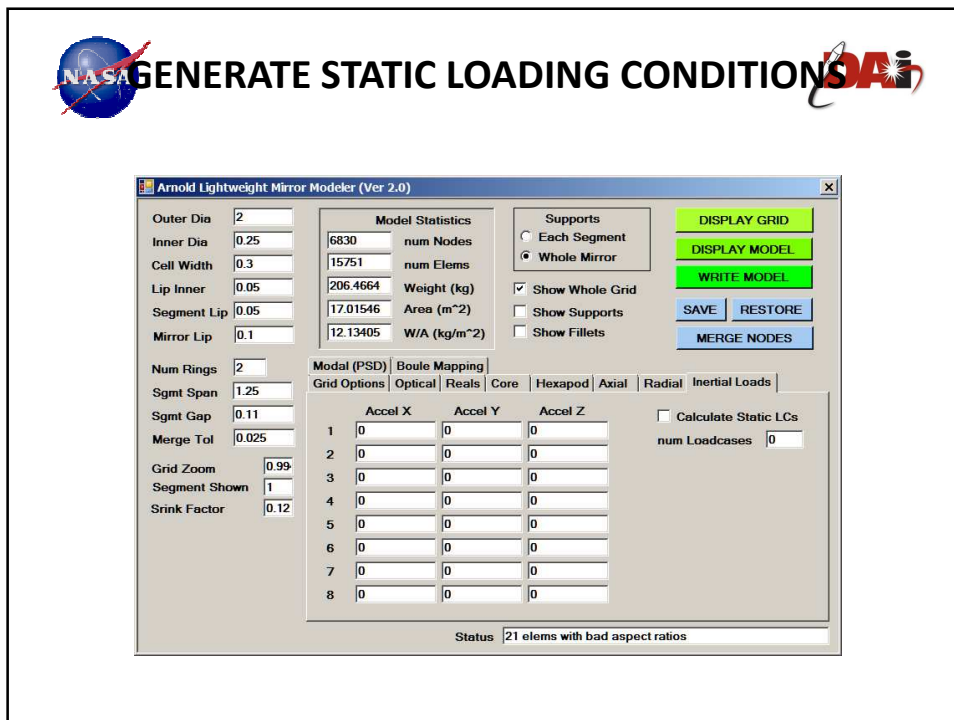 NASA
GENERATE STATIC LOADING CONDITIONS
DAi
Arnold Lightweight Mirror Modeler (Ver 2.0)
Outer Dia 2
Inner Dia 0.25
Cell Width 0.3
Lip Inner 0.05
Segment Lip 0.05
Mirror Lip 0.1
Num Rings 2
Sgmt Span 1.25
Sgmt Gap 0.11
Merge Tol 0.025
Grid Zoom 0.99
Segment Shown 1
Srink Factor 0.12
Model Statistics
6830 num Nodes
15751 num Elems
206.4664 Weight (kg)
17.01546 Area (m^2)
12.13405 W/A (kg/m^2)
Supports
Each Segment
Whole Mirror
Show Whole Grid
Show Supports
Show Fillets
DISPLAY GRID
DISPLAY MODEL
WRITE MODEL
SAVE RESTORE
MERGE NODES
Modal (PSD) Boule Mapping
Grid Options Optical Reals Core Hexapod Axial Radial Inertial Loads
Accel X Accel Y Accel Z
1 0 0 0
2 0 0 0
3 0 0 0
4 0 0 0
5 0 0 0
6 0 0 0
7 0 0 0
8 0 0 0
Calculate Static LCs
num Loadcases 0
Status 21 elems with bad aspect ratios